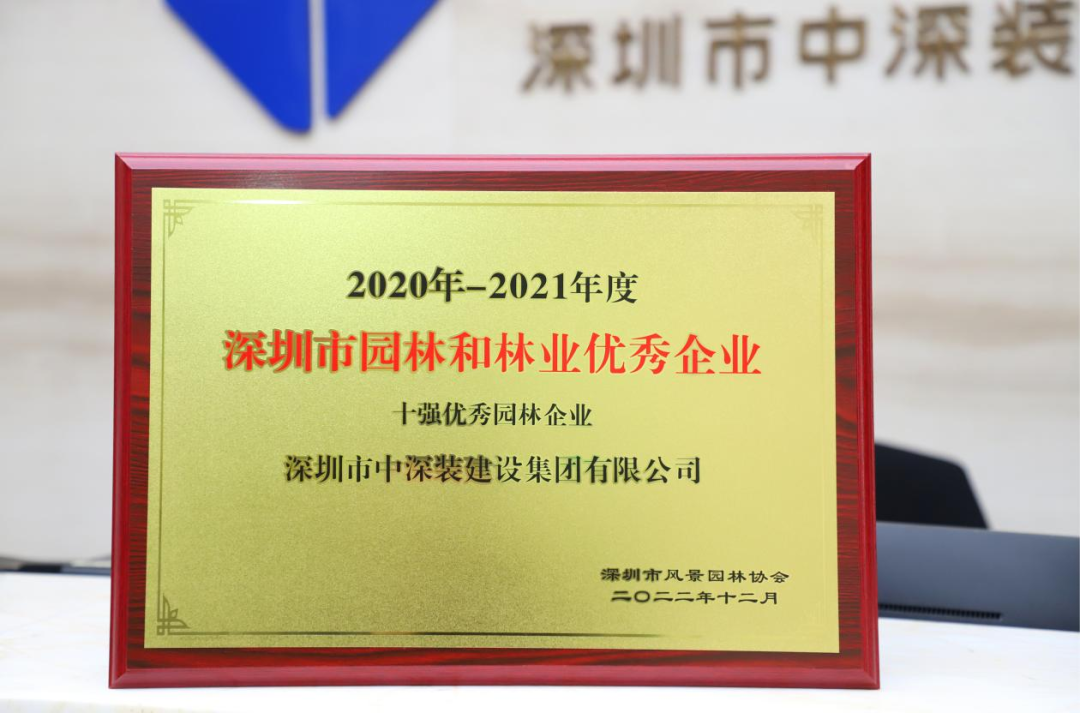 深圳市中深装
2020年-2021年度
深圳市园林和林业优秀企业
十强优秀园林企业
深圳市中深装建设集团有限公司
深圳市风景园林协会
二〇二二年十二月